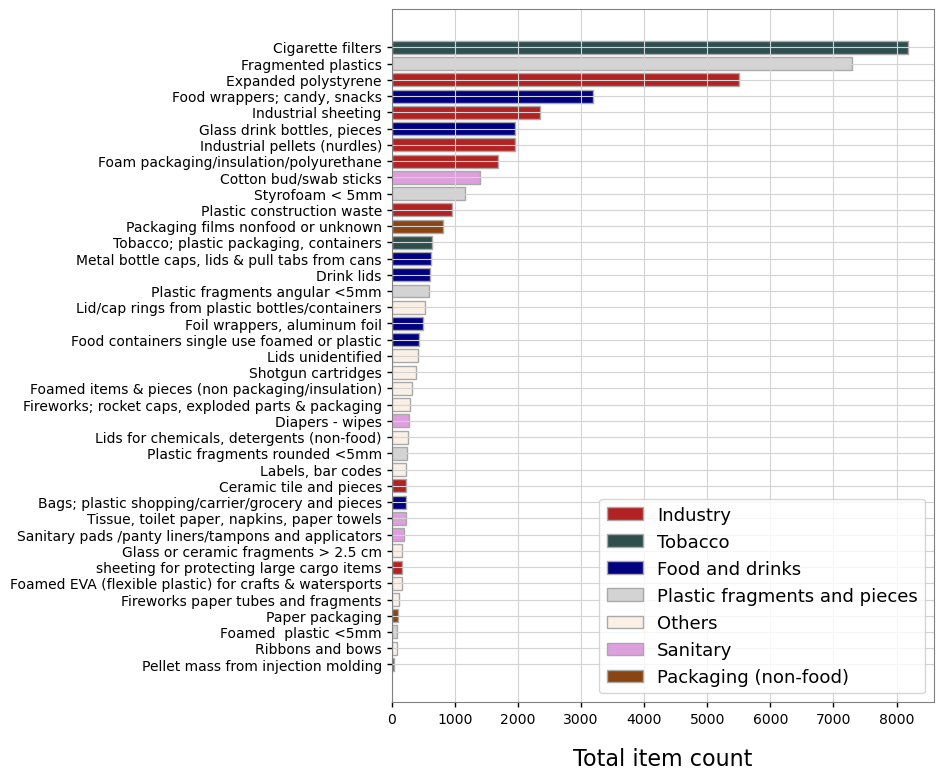 Cigarette filters
Fragmented plastics
Expanded polystyrene
Food wrappers; candy, snacks
Industrial sheeting
Glass drink bottles, pieces
Industrial pellets (nurdles)
Foam packaging/insulation/polyurethane
Cotton bud/swab sticks
Styrofoam < 5mm
Plastic construction waste
Packaging films nonfood or unknown
Tobacco; plastic packaging, containers
Metal bottle caps, lids & pull tabs from cans
Drink lids
Plastic fragments angular <5mm
Lid/cap rings from plastic bottles/containers
Foil wrappers, aluminum foil
Food containers single use foamed or plastic
Lids unidentified
Shotgun cartridges
Foamed items & pieces (non packaging/insulation)
Fireworks; rocket caps, exploded parts & packaging
Diapers - wipes
Lids for chemicals, detergents (non-food)
Plastic fragments rounded <5mm
Labels, bar codes
Ceramic tile and pieces
Bags; plastic shopping/carrier/grocery and pieces
Tissue, toilet paper, napkins, paper towels
Sanitary pads /panty liners/tampons and applicators
Glass or ceramic fragments > 2.5 cm
sheeting for protecting large cargo items
Foamed EVA (flexible plastic) for crafts & watersports
Fireworks paper tubes and fragments
Paper packaging
Foamed  plastic <5mm
Ribbons and bows
Pellet mass from injection molding
Industry
Tobacco
Food and drinks
Plastic fragments and pieces
Others
Sanitary
Packaging (non-food)
0 1000 2000 3000 4000 5000 6000 7000 8000
Total item count